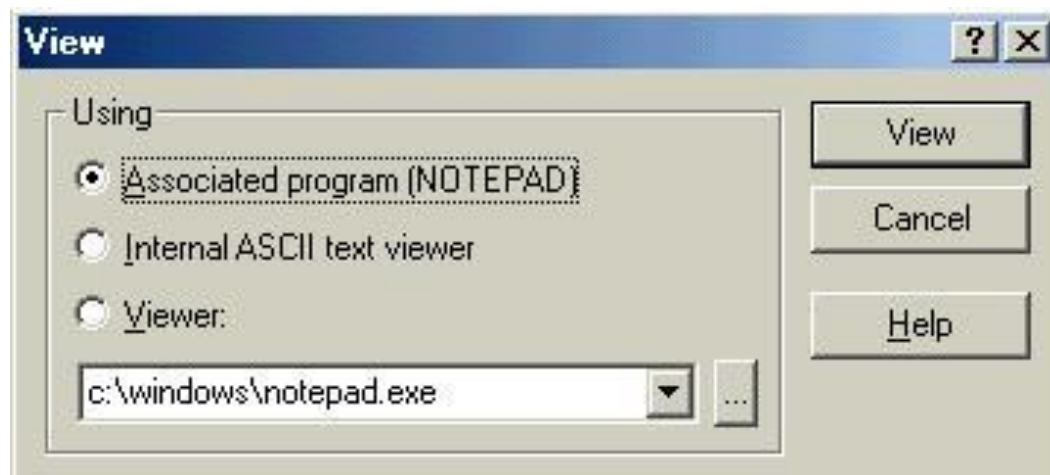 View
Using
Associated program (NOTEPAD)
Internal ASCII text viewer
Viewer:
c:\windows\notepad.exe
...
View
Cancel
Help